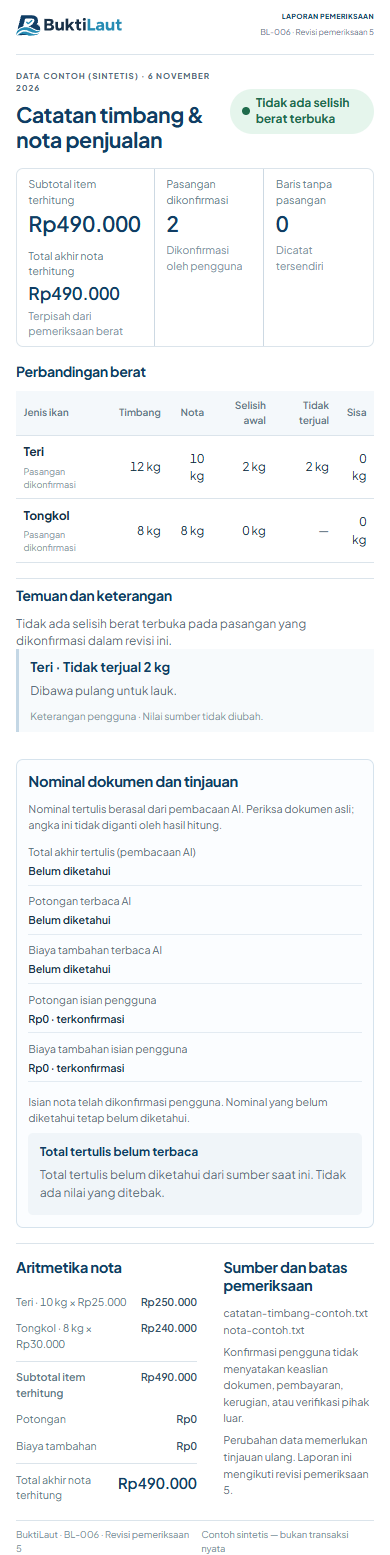 BuktiLaut
LAPORAN PEMERIKSAAN
BL-006 · Revisi pemeriksaan 5
DATA CONTOH (SINTETIS) · 6 NOVEMBER
2026
Catatan timbang &
nota penjualan
Tidak ada selisih
berat terbuka
Subtotal item
terhitung
Rp490.000
Total akhir nota
terhitung
Rp490.000
Terpisah dari
pemeriksaan berat
Pasangan
dikonfirmasi
2
Dikonfirmasi
oleh pengguna
Baris tanpa
pasangan
0
Dicatat
tersendiri
Perbandingan berat
Jenis ikan Timbang Nota Selisih awal Tidak terjual Sisa
Teri
Pasangan
dikonfirmasi
12 kg 10 kg 2 kg 2 kg 0 kg
Tongkol
Pasangan
dikonfirmasi
8 kg 8 kg 0 kg — 0 kg
Temuan dan keterangan
Tidak ada selisih berat terbuka pada pasangan yang
dikonfirmasi dalam revisi ini.
Teri · Tidak terjual 2 kg
Dibawa pulang untuk lauk.
Keterangan pengguna · Nilai sumber tidak diubah.
Nominal dokumen dan tinjauan
Nominal tertulis berasal dari pembacaan AI. Periksa dokumen asli;
angka ini tidak diganti oleh hasil hitung.
Total akhir tertulis (pembacaan AI)
Belum diketahui
Potongan terbaca AI
Belum diketahui
Biaya tambahan terbaca AI
Belum diketahui
Potongan isian pengguna
Rp0 · terkonfirmasi
Biaya tambahan isian pengguna
Rp0 · terkonfirmasi
Isian nota telah dikonfirmasi pengguna. Nominal yang belum
diketahui tetap belum diketahui.
Total tertulis belum terbaca
Total tertulis belum diketahui dari sumber saat ini. Tidak
ada nilai yang ditebak.
Aritmetika nota
Teri · 10 kg × Rp25.000 Rp250.000
Tongkol · 8 kg × Rp240.000
Rp30.000
Subtotal item Rp490.000
terhitung
Potongan Rp0
Biaya tambahan Rp0
Total akhir nota Rp490.000
terhitung
Sumber dan batas
pemeriksaan
catatan-timbang-contoh.txt
nota-contoh.txt
Konfirmasi pengguna tidak
menyatakan keaslian
dokumen, pembayaran,
kerugian, atau verifikasi pihak
luar.
Perubahan data memerlukan
tinjauan ulang. Laporan ini
mengikuti revisi pemeriksaan
5.
BuktiLaut · BL-006 · Revisi pemeriksaan
5
Contoh sintetis — bukan transaksi
nyata